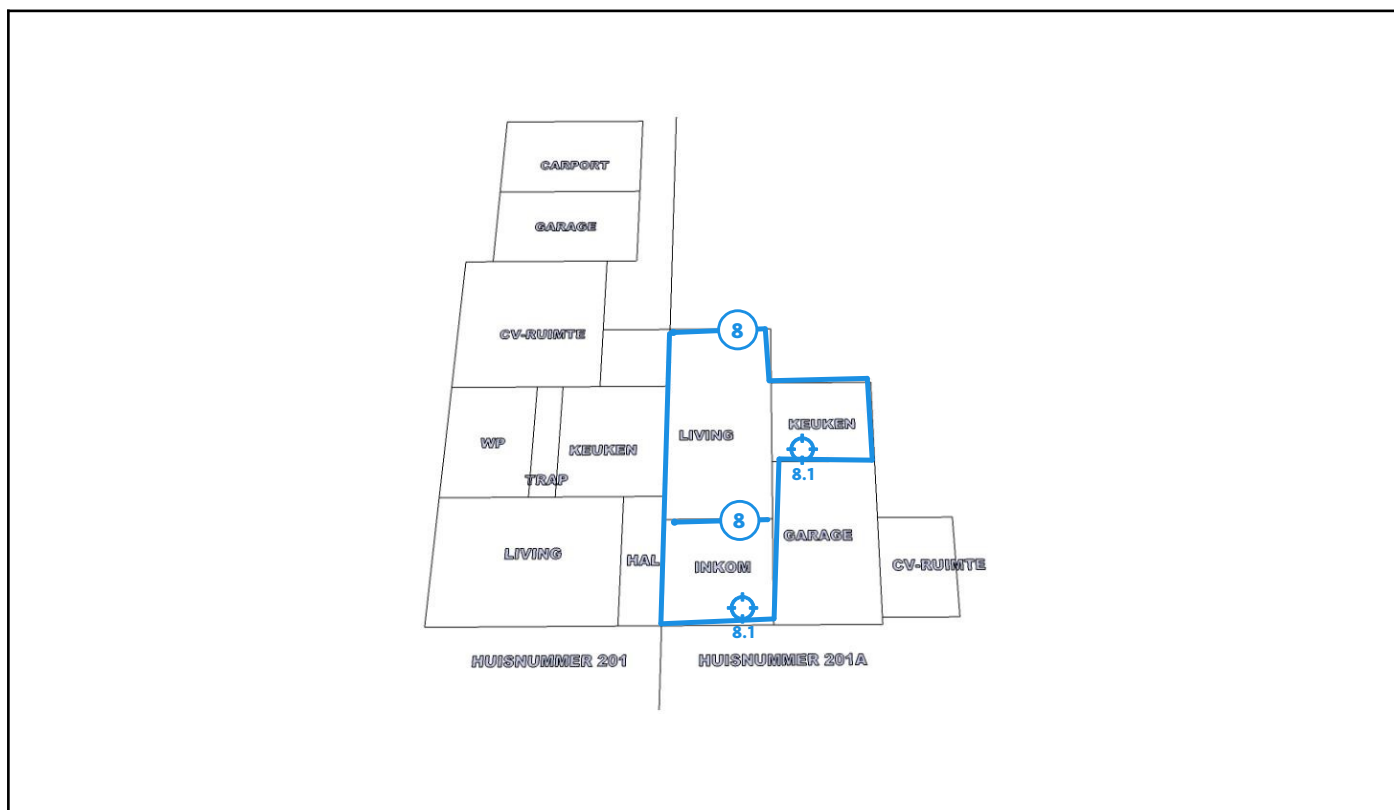 CARPORT
GARAGE
8
CV-RUIMTE
KEUKEN
LIVING
WP
KEUKEN
8.1
TRAP
8
GARAGE
LIVING
HAL
INKOM
CV-RUIMTE
8.1
HUISNUMMER 201
HUISNUMMER 201A